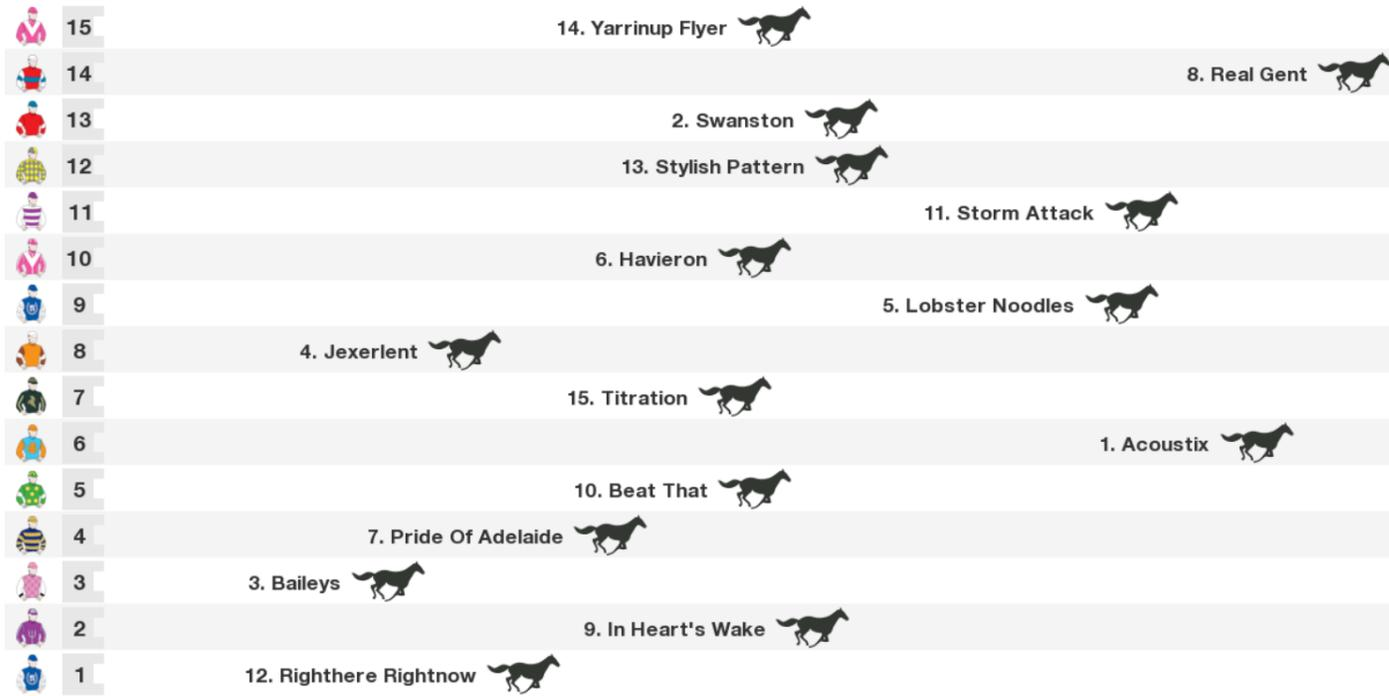 15 14. Yarrinup Flyer
14 8. Real Gent
13 2. Swanston
12 13. Stylish Pattern
11 11. Storm Attack
10 6. Havieron
9 5. Lobster Noodles
8 4. Jexerlent
7 15. Titration
6 1. Acoustix
5 10. Beat That
4 7. Pride Of Adelaide
3 3. Baileys
2 9. In Heart's Wake
1 12. Righthere Rightnow